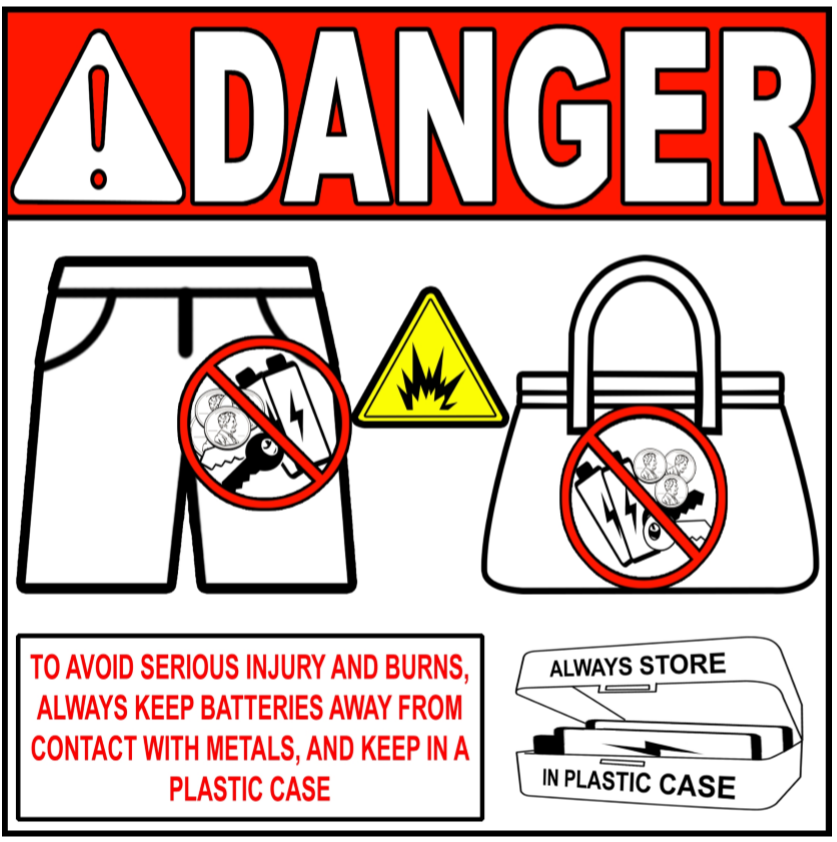 DANGER
TO AVOID SERIOUS INJURY AND BURNS,
ALWAYS KEEP BATTERIES AWAY FROM
CONTACT WITH METALS, AND KEEP IN A
PLASTIC CASE
ALWAYS STORE
IN PLASTIC CASE